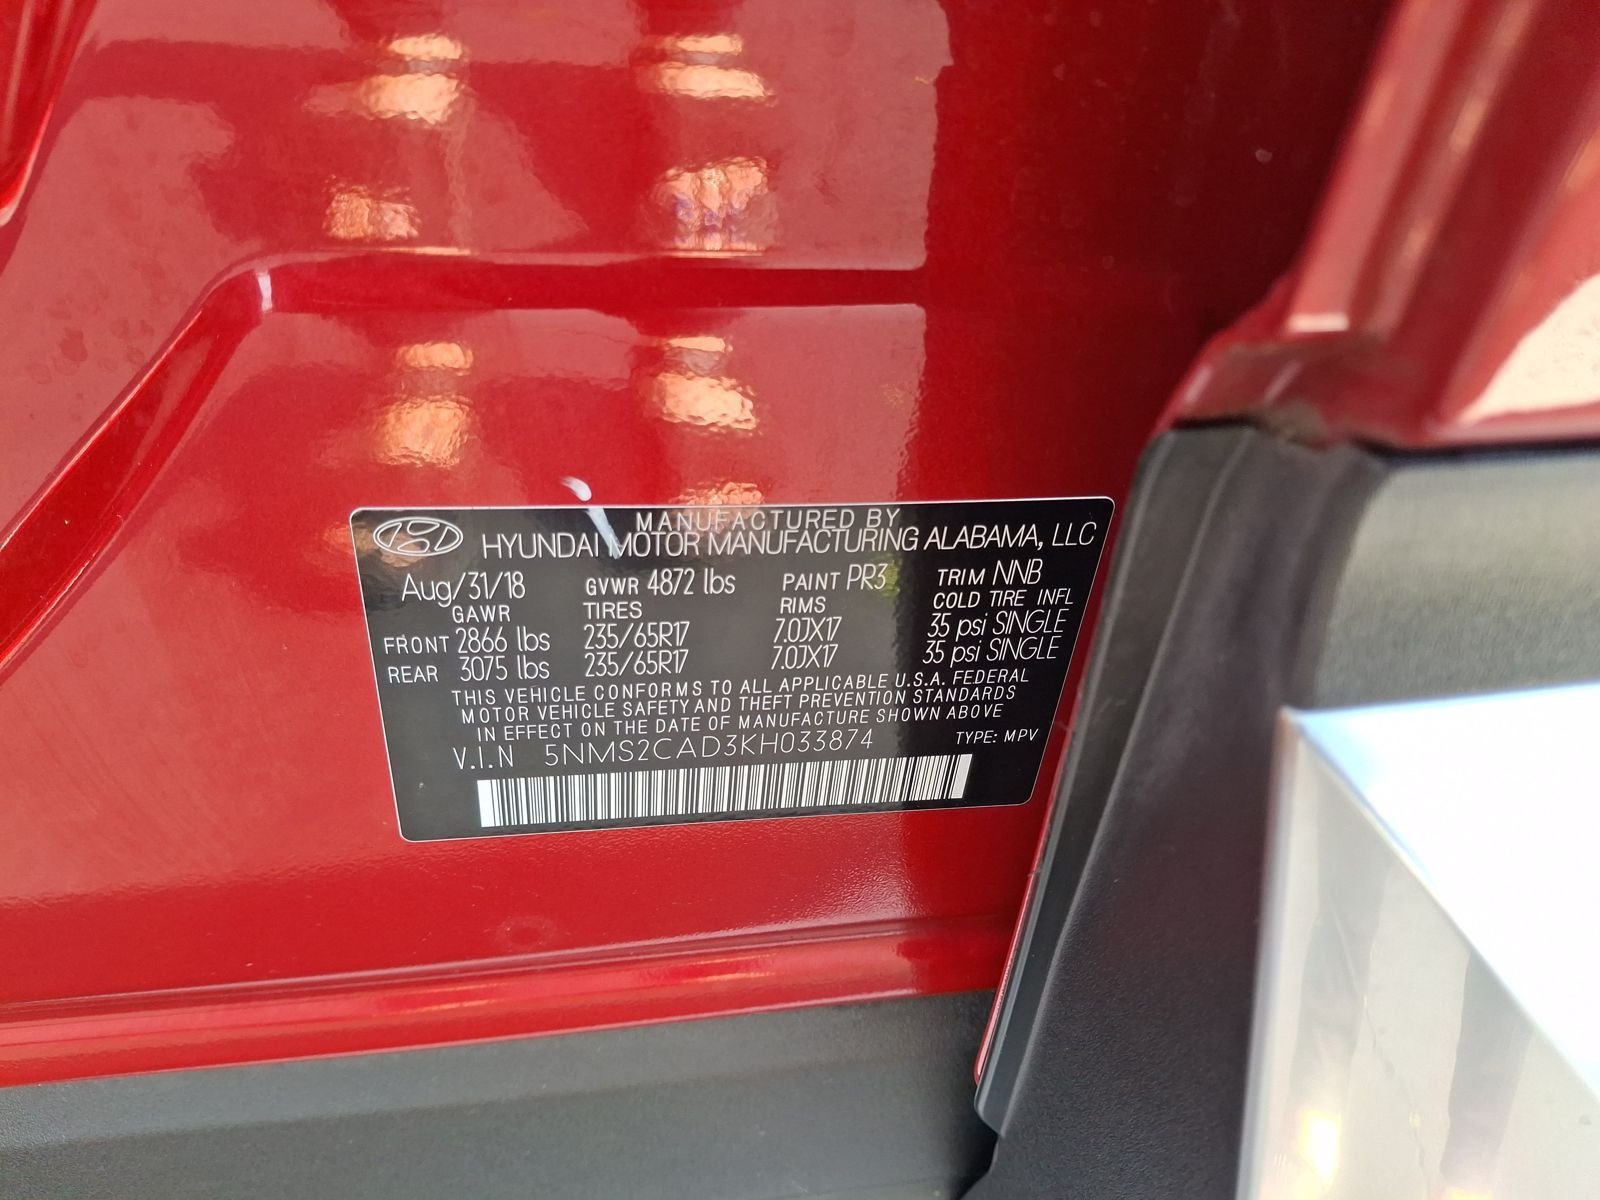 MANUFACTURED BY
HYUNDAI MOTOR MANUFACTURING ALABAMA, LLC
Aug/31/18 GVWR 4872 lbs PAINT PR3 TRIM NNB
GAWR TIRES RIMS COLD TIRE INFL
FRONT 2866 lbs 235/65R17 7.0JX17 35 psi SINGLE
REAR 3075 lbs 235/65R17 7.0JX17 35 psi SINGLE
THIS VEHICLE CONFORMS TO ALL APPLICABLE U.S.A. FEDERAL
MOTOR VEHICLE SAFETY AND THEFT PREVENTION STANDARDS
IN EFFECT ON THE DATE OF MANUFACTURE SHOWN ABOVE
V.I.N 5NMS2CAD3KH033874 TYPE: MPV